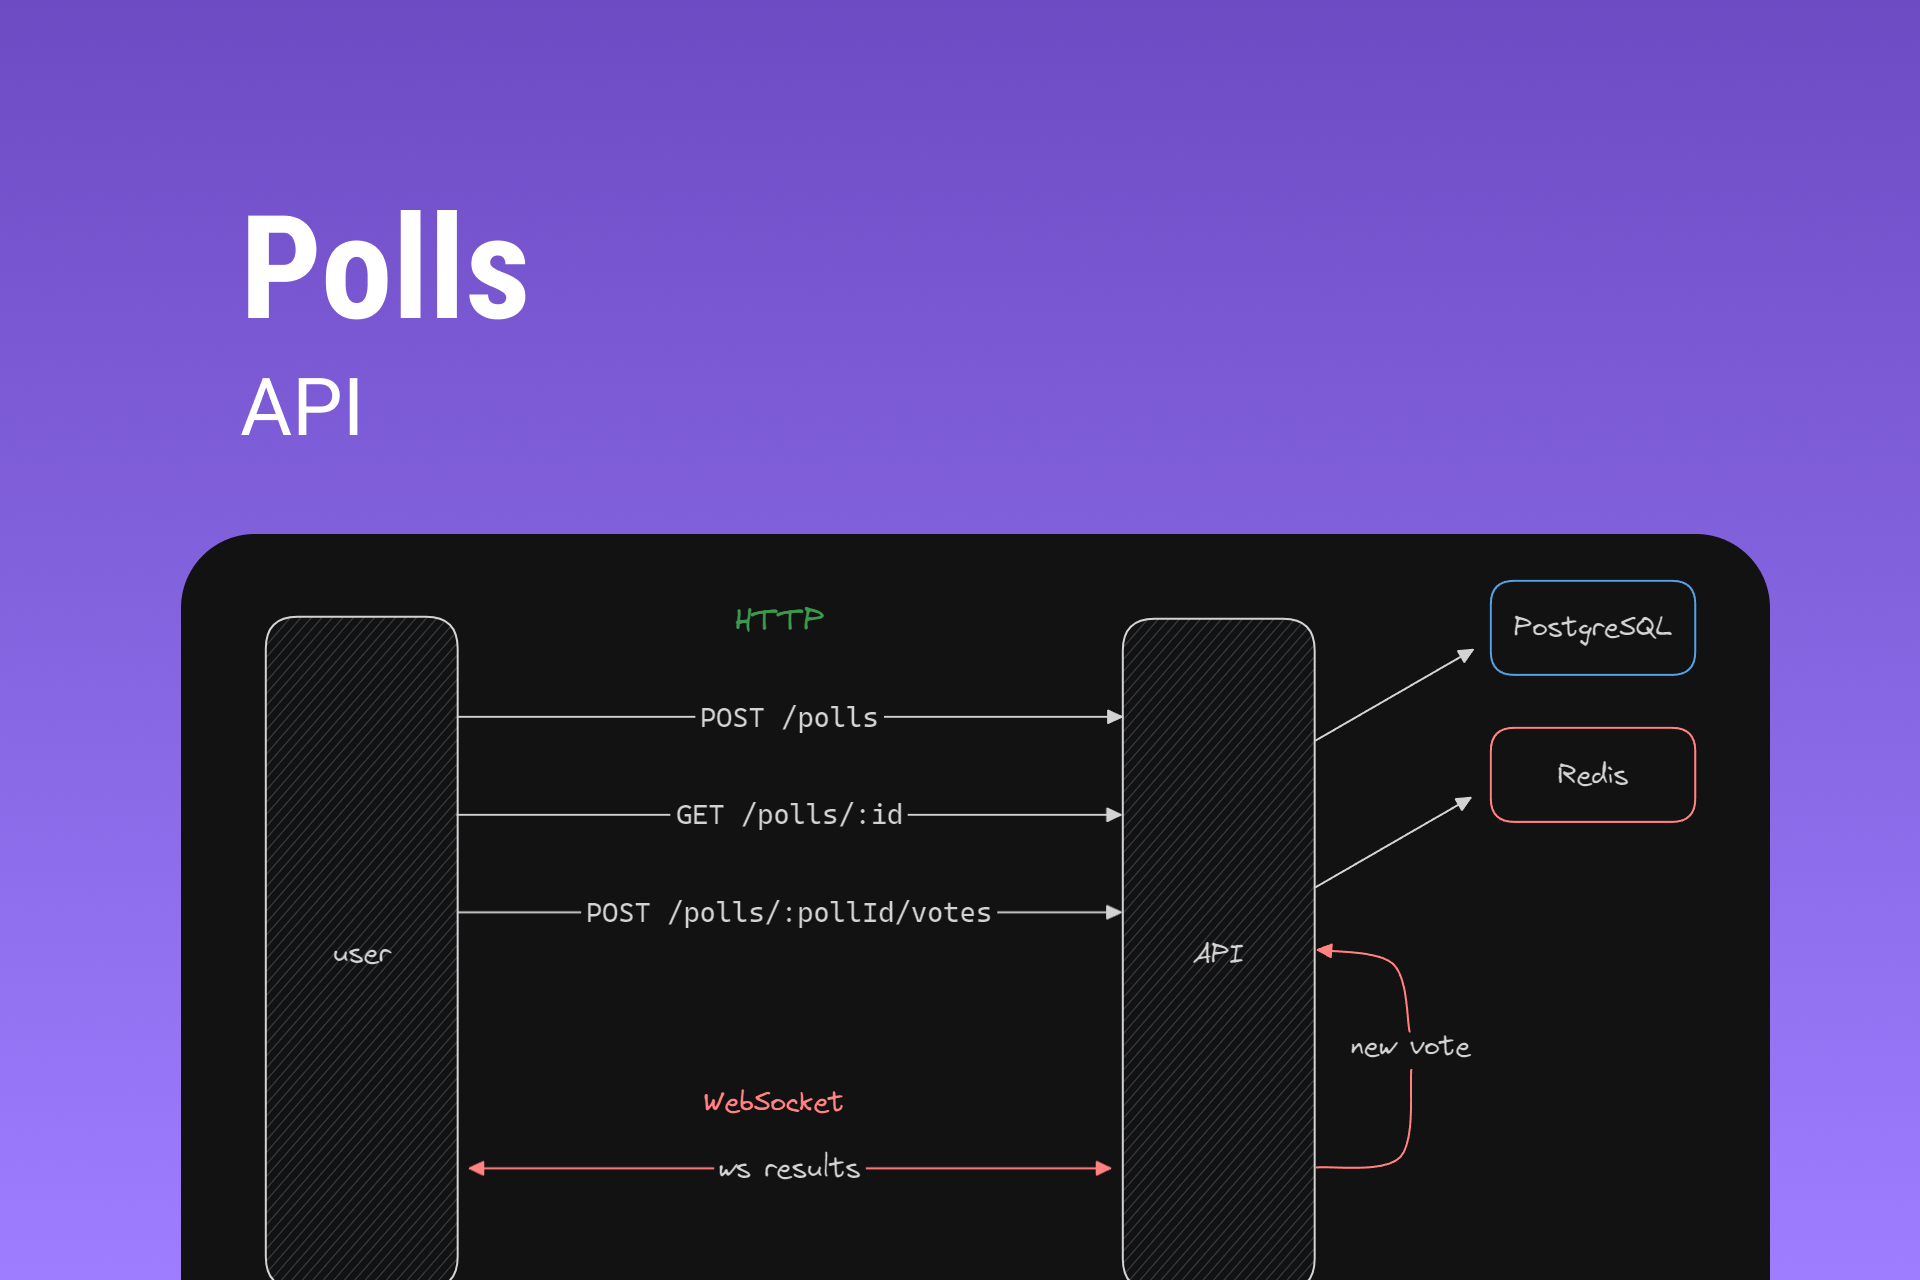 Polls
API
HTTP
PostgreSQL
POST /polls
Redis
GET /polls/:id
POST /polls/:pollId/votes
user
API
new vote
WebSocket
ws results